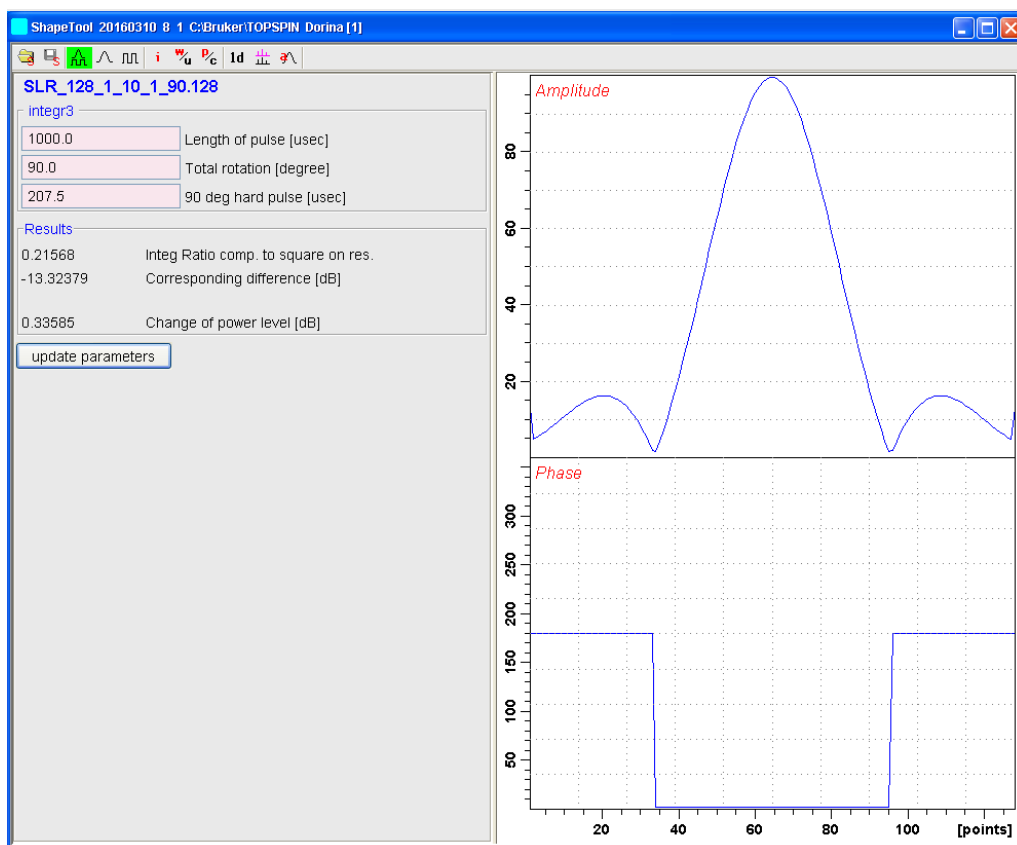 ShapeTool 20160310 8 1 C:\Bruker\TOPSPIN Dorina [1]
i w/u P/c 1d
SLR_128_1_10_1_90.128
integr3
1000.0 Length of pulse [usec]
90.0 Total rotation [degree]
207.5 90 deg hard pulse [usec]
Results
0.21568 Integ Ratio comp. to square on res.
-13.32379 Corresponding difference [dB]
0.33585 Change of power level [dB]
update parameters
Amplitude
80
60
40
20
Phase
300
250
200
150
100
50
20 40 60 80 100 [points]